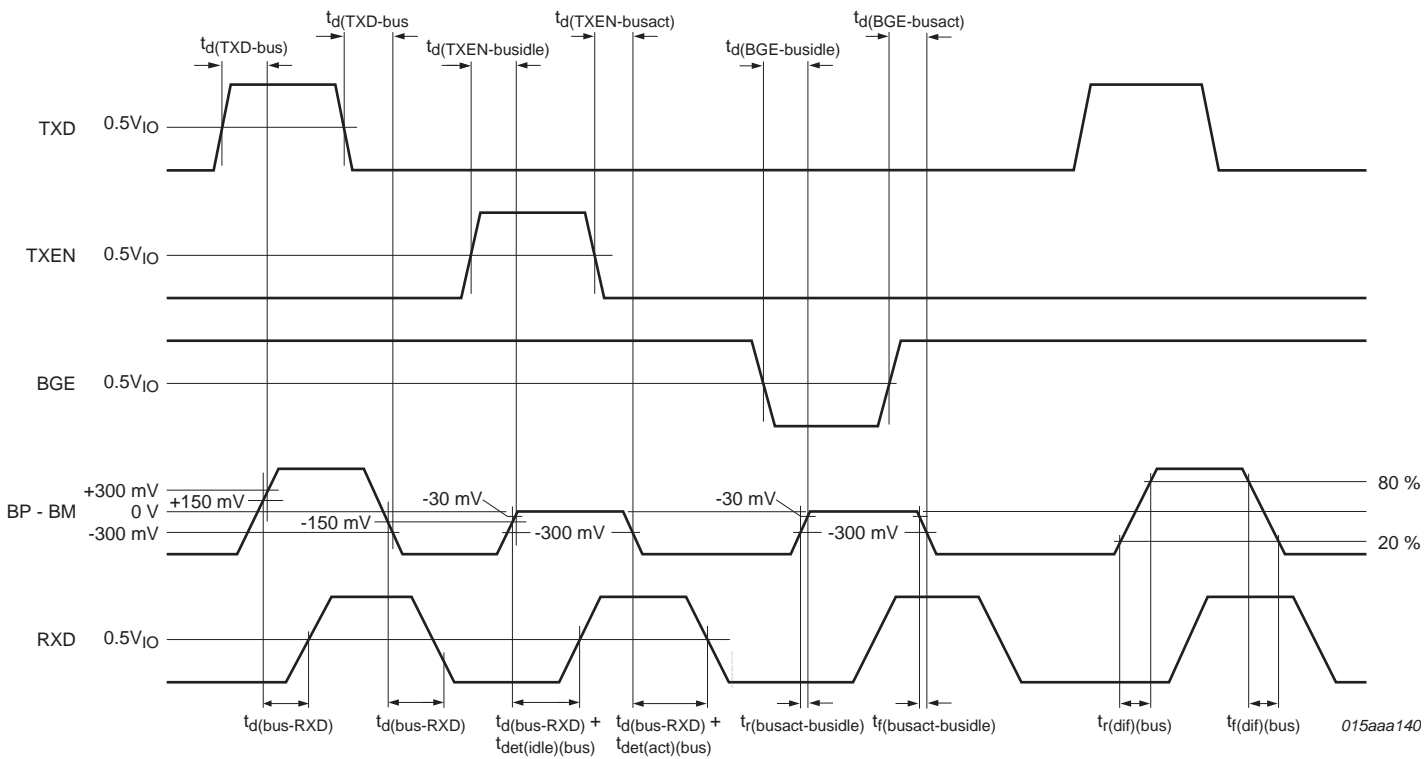 td(TXD-bus)
td(TXD-bus
td(TXEN-busidle)
td(TXEN-busact)
td(BGE-busidle)
td(BGE-busact)
TXD 0.5VIO
TXEN 0.5VIO
BGE 0.5VIO
BP - BM
+300 mV
+150 mV
0 V
-300 mV
-150 mV
-30 mV
-300 mV
-30 mV
-300 mV
80 %
20 %
RXD 0.5VIO
td(bus-RXD)
td(bus-RXD)
td(bus-RXD) +
tdet(idle)(bus)
td(bus-RXD) +
tdet(act)(bus)
tr(busact-busidle)
tf(busact-busidle)
tr(dif)(bus)
tf(dif)(bus)
015aaa140